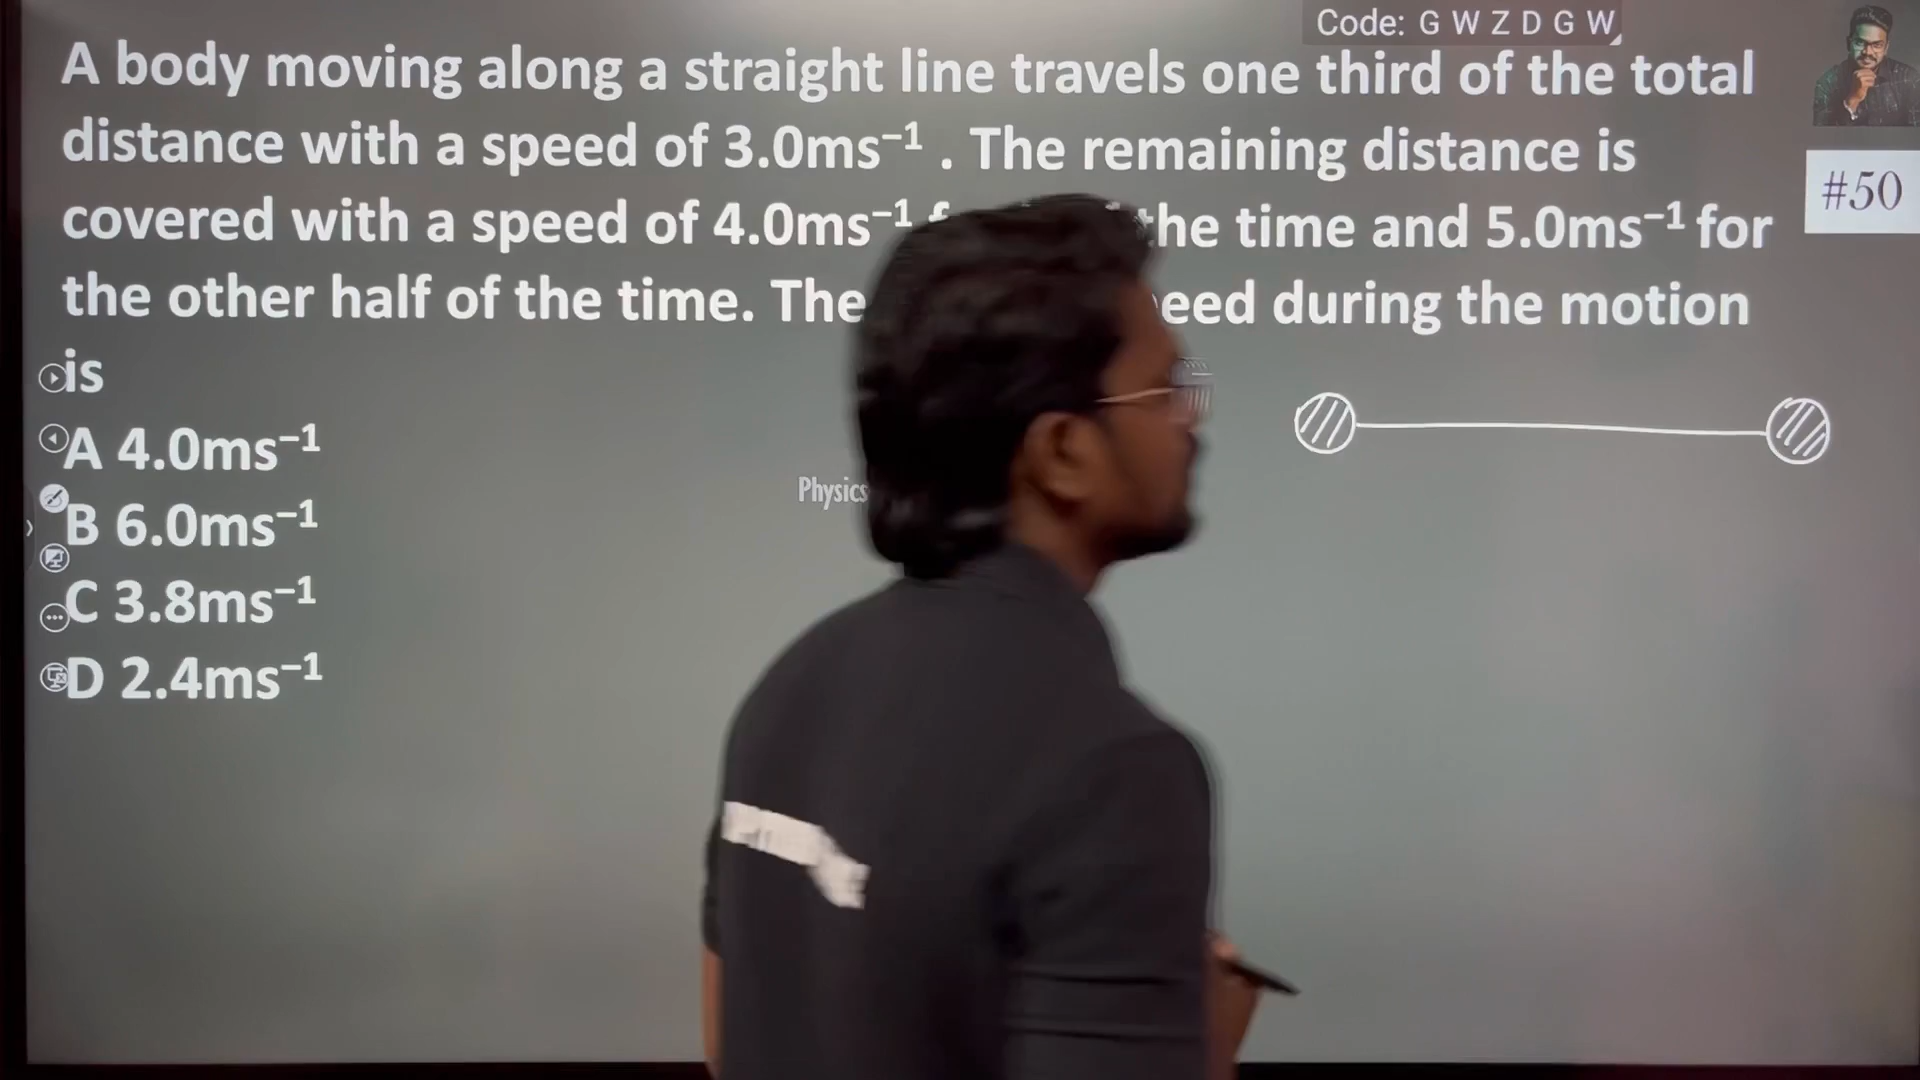 Code: G W Z D G W
A body moving along a straight line travels one third of the total
distance with a speed of 3.0ms⁻¹ . The remaining distance is
#50
covered with a speed of 4.0ms⁻¹ the time and 5.0ms⁻¹ for
the other half of the time. The during the motion
is
A 4.0ms⁻¹
Physics
B 6.0ms⁻¹
C 3.8ms⁻¹
D 2.4ms⁻¹